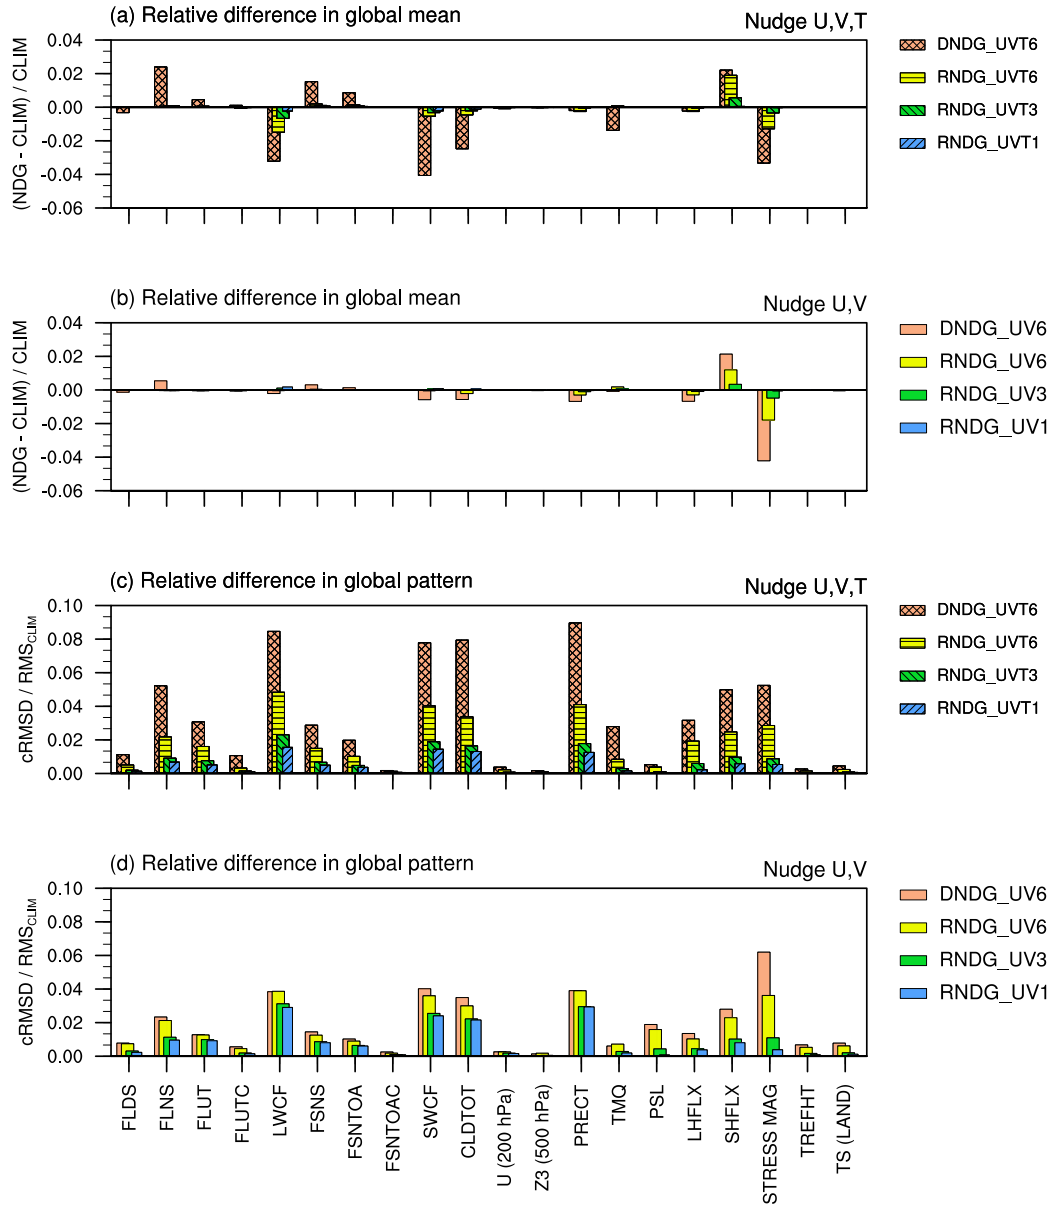 (a) Relative difference in global mean
Nudge U,V,T
(NDG - CLIM) / CLIM
0.04
0.02
0.00
-0.02
-0.04
-0.06
DNDG_UVT6
RNDG_UVT6
RNDG_UVT3
RNDG_UVT1
(b) Relative difference in global mean
Nudge U,V
(NDG - CLIM) / CLIM
0.04
0.02
0.00
-0.02
-0.04
-0.06
DNDG_UV6
RNDG_UV6
RNDG_UV3
RNDG_UV1
(c) Relative difference in global pattern
Nudge U,V,T
cRMSD / RMSCLIM
0.10
0.08
0.06
0.04
0.02
0.00
DNDG_UVT6
RNDG_UVT6
RNDG_UVT3
RNDG_UVT1
(d) Relative difference in global pattern
Nudge U,V
cRMSD / RMSCLIM
0.10
0.08
0.06
0.04
0.02
0.00
DNDG_UV6
RNDG_UV6
RNDG_UV3
RNDG_UV1
FLDS
FLNS
FLUT
FLUTC
LWCF
FSNS
FSNTOA
FSNTOAC
SWCF
CLDTOT
U (200 hPa)
Z3 (500 hPa)
PRECT
TMQ
PSL
LHFLX
SHFLX
STRESS MAG
TREFHT
TS (LAND)